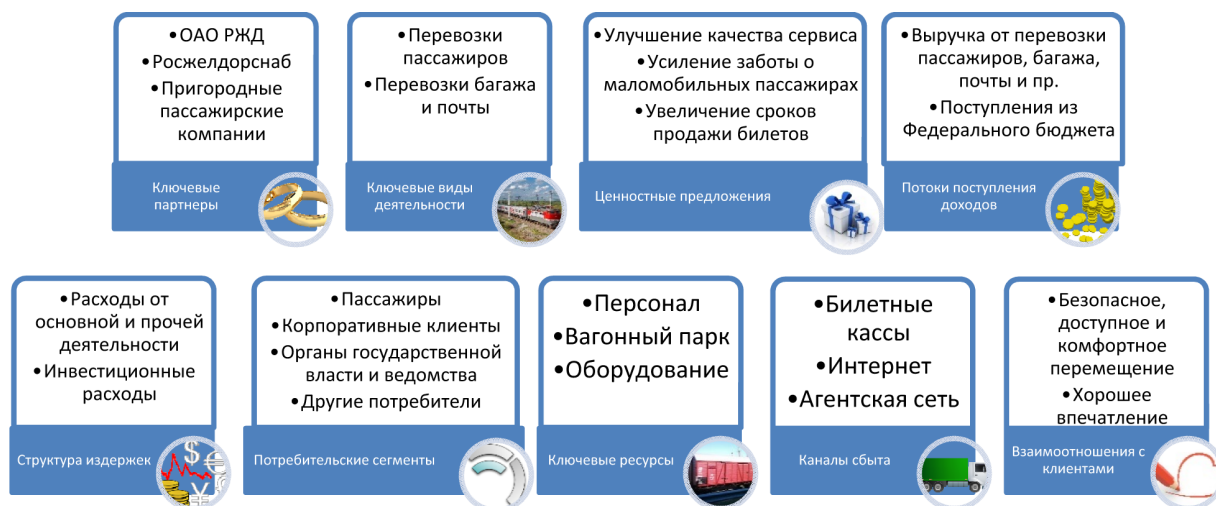 •ОАО РЖД
•Росжелдорснаб
•Пригородные
пассажирские
компании
Ключевые
партнеры
•Перевозки
пассажиров
•Перевозки багажа
и почты
Ключевые виды
деятельности
•Улучшение качества сервиса
•Усиление заботы о
маломобильных пассажирах
•Увеличение сроков
продажи билетов
Ценностные предложения
•Выручка от перевозки
пассажиров, багажа,
почты и пр.
•Поступления из
Федерального бюджета
Потоки поступления
доходов
•Расходы от
основной и прочей
деятельности
•Инвестиционные
расходы
Структура издержек
•Пассажиры
•Корпоративные клиенты
•Органы государственной
власти и ведомства
•Другие потребители
Потребительские сегменты
•Персонал
•Вагонный парк
•Оборудование
Ключевые ресурсы
•Билетные
кассы
•Интернет
•Агентская сеть
Каналы сбыта
•Безопасное,
доступное и
комфортное
перемещение
•Хорошее
впечатление
Взаимоотношения с
клиентами